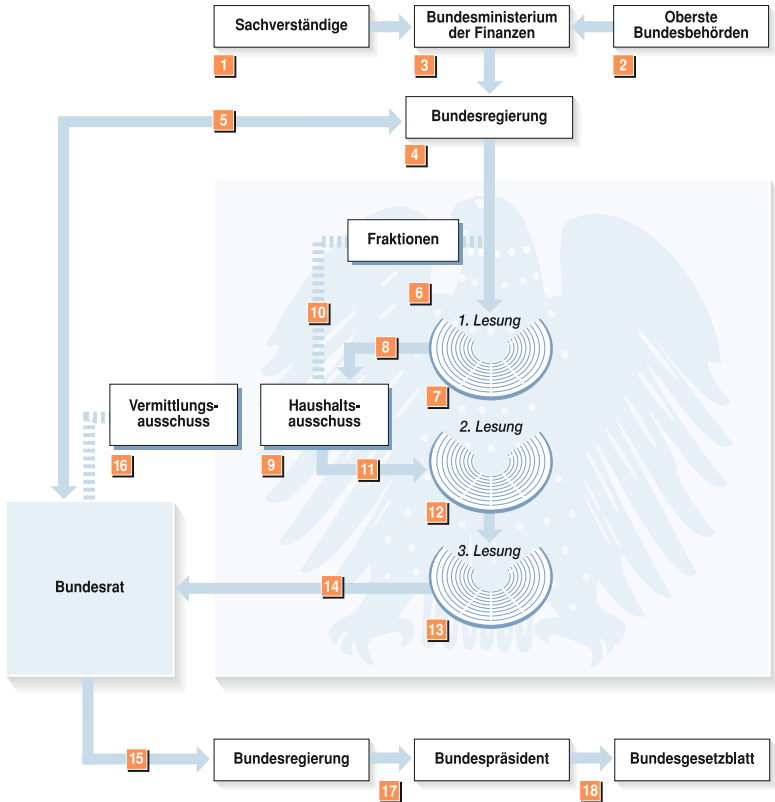 Sachverständige
Bundesministerium
der Finanzen
Oberste
Bundesbehörden
1
3
2
5
Bundesregierung
4
Fraktionen
6
10
1. Lesung
8
7
Vermittlungs-
ausschuss
Haushalts-
ausschuss
2. Lesung
16
9
11
12
3. Lesung
Bundesrat
14
13
15
Bundesregierung
Bundespräsident
Bundesgesetzblatt
17
18